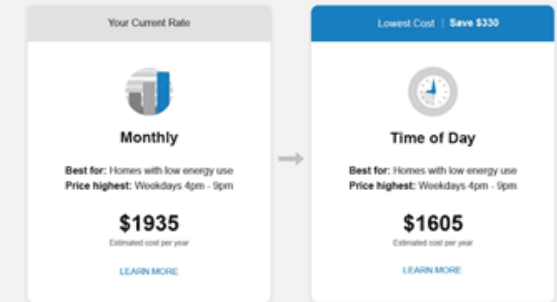 Your Current Rate
Monthly
Best for: Homes with low energy use
Price highest: Weekdays 4pm - 9pm
$1935
Estimated cost per year
LEARN MORE
Lowest Cost | Save $330
Time of Day
Best for: Homes with low energy use
Price highest: Weekdays 4pm - 9pm
$1605
Estimated cost per year
LEARN MORE